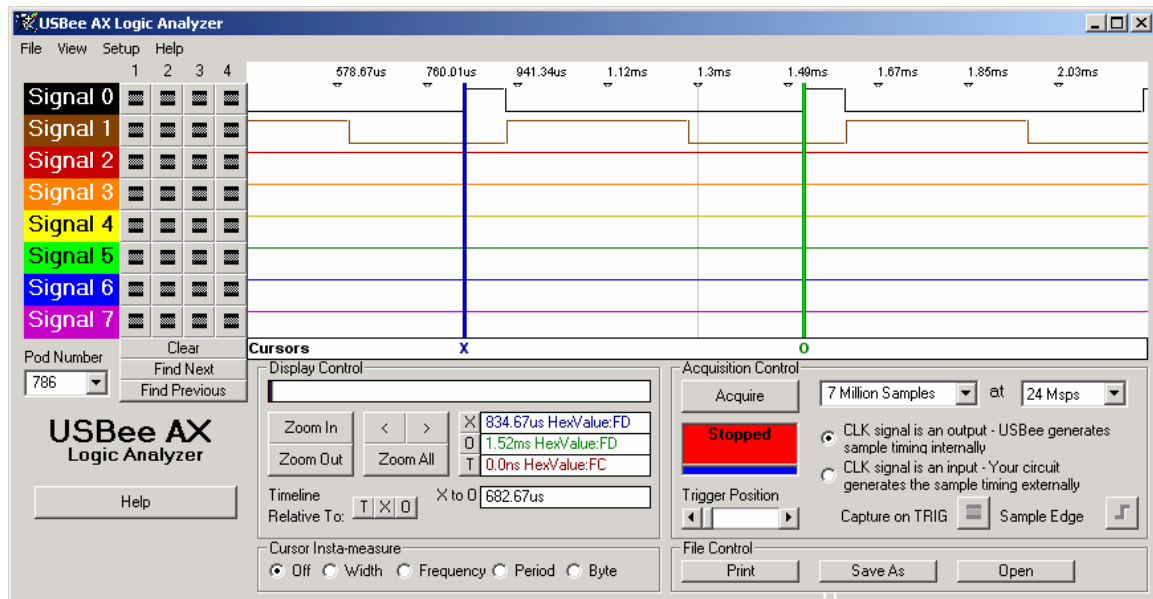 USBee AX Logic Analyzer
File View Setup Help
1 2 3 4
578.67us 760.01us 941.34us 1.12ms 1.3ms 1.49ms 1.67ms 1.85ms 2.03ms
Signal 0
Signal 1
Signal 2
Signal 3
Signal 4
Signal 5
Signal 6
Signal 7
Cursors X O
Pod Number
786
Clear
Find Next
Find Previous
USBee AX
Logic Analyzer
Help
Display Control
Zoom In < >
Zoom Out Zoom All
X 834.67us HexValue:FD
O 1.52ms HexValue:FD
T 0.0ns HexValue:FC
Timeline
Relative To: T X O
X to O 682.67us
Cursor Insta-measure
Off Width Frequency Period Byte
Acquisition Control
Acquire 7 Million Samples at 24 Msps
Stopped
CLK signal is an output - USBee generates
sample timing internally
CLK signal is an input - Your circuit
generates the sample timing externally
Trigger Position
Capture on TRIG Sample Edge
File Control
Print Save As Open